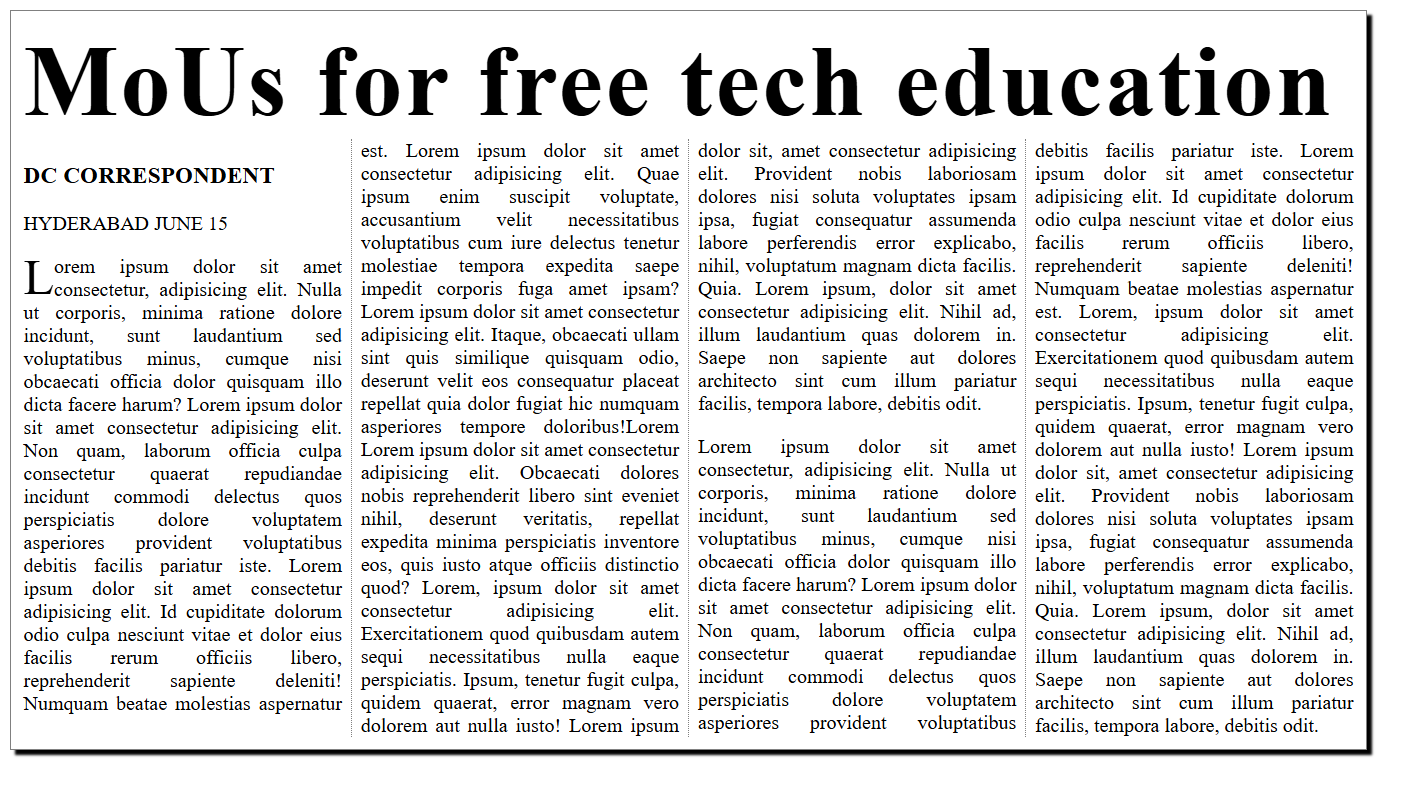 MoUs for free tech education
DC CORRESPONDENT
HYDERABAD JUNE 15
Lorem ipsum dolor sit amet
consectetur, adipisicing elit. Nulla
ut corporis, minima ratione dolore
incidunt, sunt laudantium sed
voluptatibus minus, cumque nisi
obcaecati officia dolor quisquam illo
dicta facere harum? Lorem ipsum dolor
sit amet consectetur adipisicing elit.
Non quam, laborum officia culpa
consectetur quaerat repudiandae
incidunt commodi delectus quos
perspiciatis dolore voluptatem
asperiores provident voluptatibus
debitis facilis pariatur iste. Lorem
ipsum dolor sit amet consectetur
adipisicing elit. Id cupiditate dolorum
odio culpa nesciunt vitae et dolor eius
facilis rerum officiis libero,
reprehenderit sapiente deleniti!
Numquam beatae molestias aspernatur
est. Lorem ipsum dolor sit amet
consectetur adipisicing elit. Quae
ipsum enim suscipit voluptate,
accusantium velit necessitatibus
voluptatibus cum iure delectus tenetur
molestiae tempora expedita saepe
impedit corporis fuga amet ipsam?
Lorem ipsum dolor sit amet consectetur
adipisicing elit. Itaque, obcaecati ullam
sint quis similique quisquam odio,
deserunt velit eos consequatur placeat
repellat quia dolor fugiat hic numquam
asperiores tempore doloribus!Lorem
Lorem ipsum dolor sit amet consectetur
adipisicing elit. Obcaecati dolores
nobis reprehenderit libero sint eveniet
nihil, deserunt veritatis, repellat
expedita minima perspiciatis inventore
eos, quis iusto atque officiis distinctio
quod? Lorem, ipsum dolor sit amet
consectetur adipisicing elit.
Exercitationem quod quibusdam autem
sequi necessitatibus nulla eaque
perspiciatis. Ipsum, tenetur fugit culpa,
quidem quaerat, error magnam vero
dolorem aut nulla iusto! Lorem ipsum
dolor sit, amet consectetur adipisicing
elit. Provident nobis laboriosam
dolores nisi soluta voluptates ipsam
ipsa, fugiat consequatur assumenda
labore perferendis error explicabo,
nihil, voluptatum magnam dicta facilis.
Quia. Lorem ipsum, dolor sit amet
consectetur adipisicing elit. Nihil ad,
illum laudantium quas dolorem in.
Saepe non sapiente aut dolores
architecto sint cum illum pariatur
facilis, tempora labore, debitis odit.
Lorem ipsum dolor sit amet
consectetur, adipisicing elit. Nulla ut
corporis, minima ratione dolore
incidunt, sunt laudantium sed
voluptatibus minus, cumque nisi
obcaecati officia dolor quisquam illo
dicta facere harum? Lorem ipsum dolor
sit amet consectetur adipisicing elit.
Non quam, laborum officia culpa
consectetur quaerat repudiandae
incidunt commodi delectus quos
perspiciatis dolore voluptatem
asperiores provident voluptatibus
debitis facilis pariatur iste. Lorem
ipsum dolor sit amet consectetur
adipisicing elit. Id cupiditate dolorum
odio culpa nesciunt vitae et dolor eius
facilis rerum officiis libero,
reprehenderit sapiente deleniti!
Numquam beatae molestias aspernatur
est. Lorem, ipsum dolor sit amet
consectetur adipisicing elit.
Exercitationem quod quibusdam autem
sequi necessitatibus nulla eaque
perspiciatis. Ipsum, tenetur fugit culpa,
quidem quaerat, error magnam vero
dolorem aut nulla iusto! Lorem ipsum
dolor sit, amet consectetur adipisicing
elit. Provident nobis laboriosam
dolores nisi soluta voluptates ipsam
ipsa, fugiat consequatur assumenda
labore perferendis error explicabo,
nihil, voluptatum magnam dicta facilis.
Quia. Lorem ipsum, dolor sit amet
consectetur adipisicing elit. Nihil ad,
illum laudantium quas dolorem in.
Saepe non sapiente aut dolores
architecto sint cum illum pariatur
facilis, tempora labore, debitis odit.